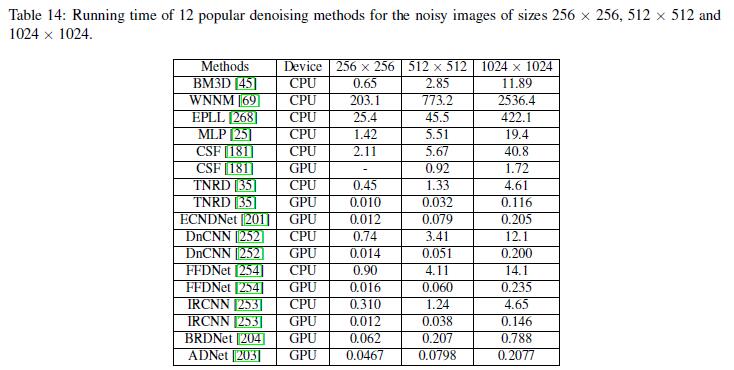 Table 14: Running time of 12 popular denoising methods for the noisy images of sizes 256 × 256, 512 × 512 and
1024 × 1024.
Methods Device 256 × 256 512 × 512 1024 × 1024
BM3D [45] CPU 0.65 2.85 11.89
WNNM [69] CPU 203.1 773.2 2536.4
EPLL [268] CPU 25.4 45.5 422.1
MLP [25] CPU 1.42 5.51 19.4
CSF [181] CPU 2.11 5.67 40.8
CSF [181] GPU - 0.92 1.72
TNRD [35] CPU 0.45 1.33 4.61
TNRD [35] GPU 0.010 0.032 0.116
ECNDNet [201] GPU 0.012 0.079 0.205
DnCNN [252] CPU 0.74 3.41 12.1
DnCNN [252] GPU 0.014 0.051 0.200
FFDNet [254] CPU 0.90 4.11 14.1
FFDNet [254] GPU 0.016 0.060 0.235
IRCNN [253] CPU 0.310 1.24 4.65
IRCNN [253] GPU 0.012 0.038 0.146
BRDNet [204] GPU 0.062 0.207 0.788
ADNet [203] GPU 0.0467 0.0798 0.2077